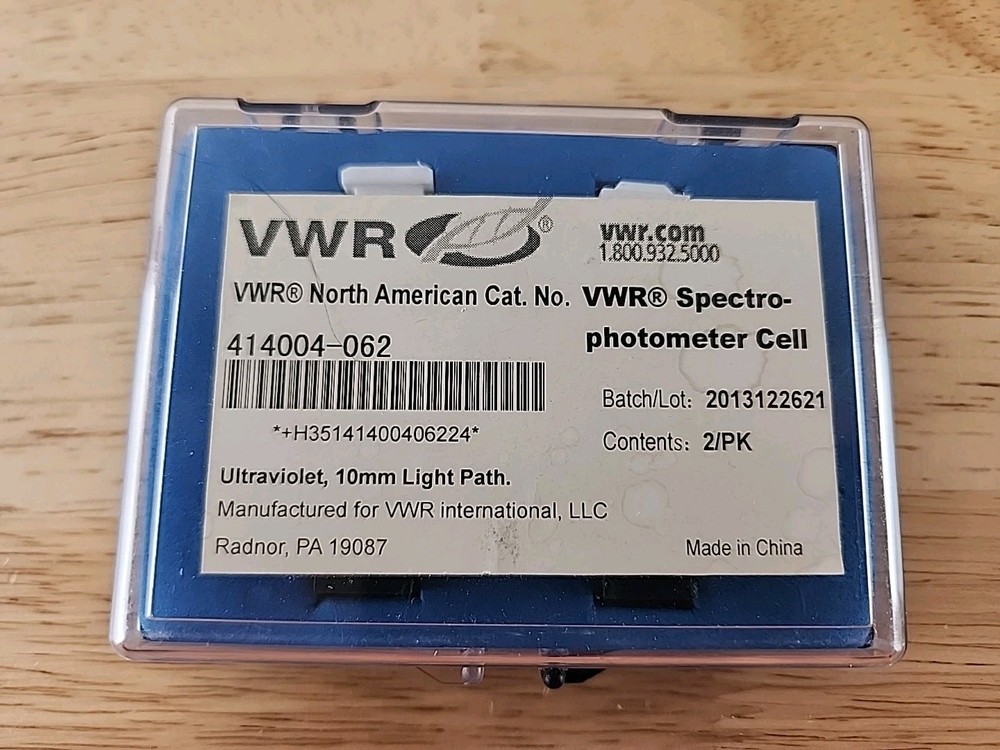 VWR®
vwr.com
1.800.932.5000
VWR® North American Cat. No.
414004-062
*+H35141400406224*
VWR® Spectro-
photometer Cell
Batch/Lot: 2013122621
Contents: 2/PK
Ultraviolet, 10mm Light Path.
Manufactured for VWR international, LLC
Radnor, PA 19087
Made in China